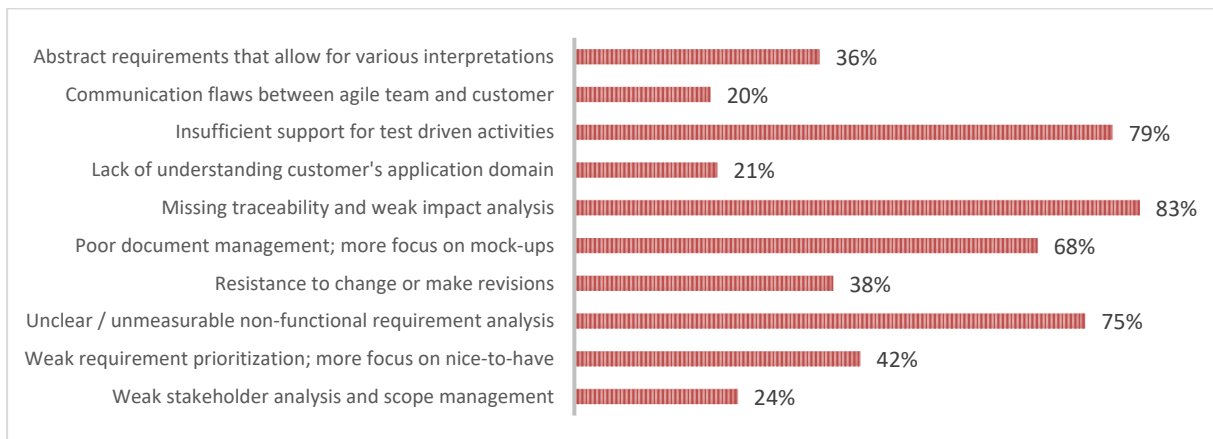 Abstract requirements that allow for various interpretations 36%
Communication flaws between agile team and customer 20%
Insufficient support for test driven activities 79%
Lack of understanding customer's application domain 21%
Missing traceability and weak impact analysis 83%
Poor document management; more focus on mock-ups 68%
Resistance to change or make revisions 38%
Unclear / unmeasurable non-functional requirement analysis 75%
Weak requirement prioritization; more focus on nice-to-have 42%
Weak stakeholder analysis and scope management 24%